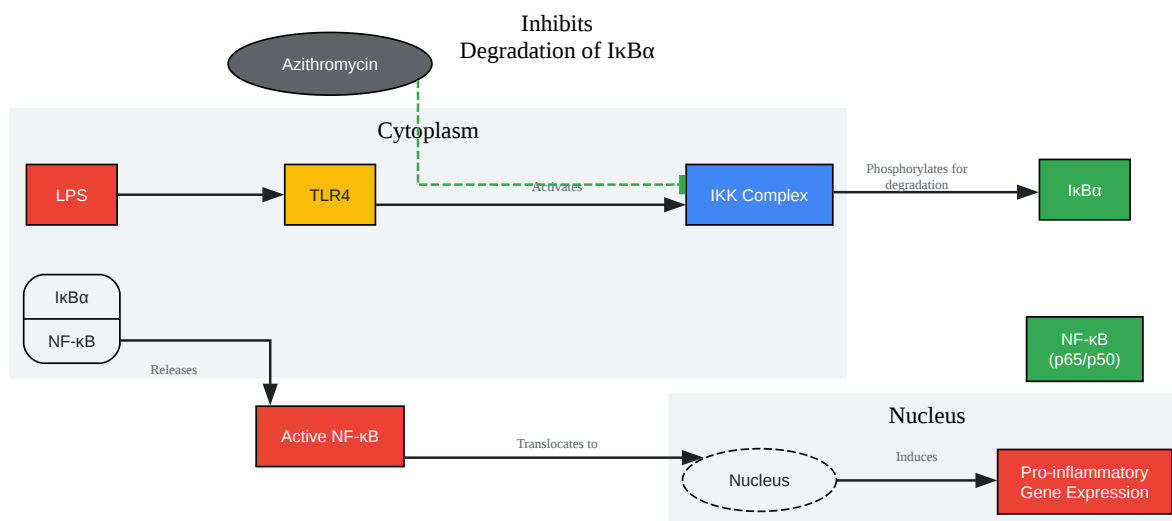 Inhibits
Degradation of IκBα
Azithromycin
Cytoplasm
LPS
TLR4
Activates
IKK Complex
Phosphorylates for
degradation
IκBα
IκBα
NF-κB
Releases
NF-κB
(p65/p50)
Active NF-κB
Translocates to
Nucleus
Nucleus
Induces
Pro-inflammatory
Gene Expression